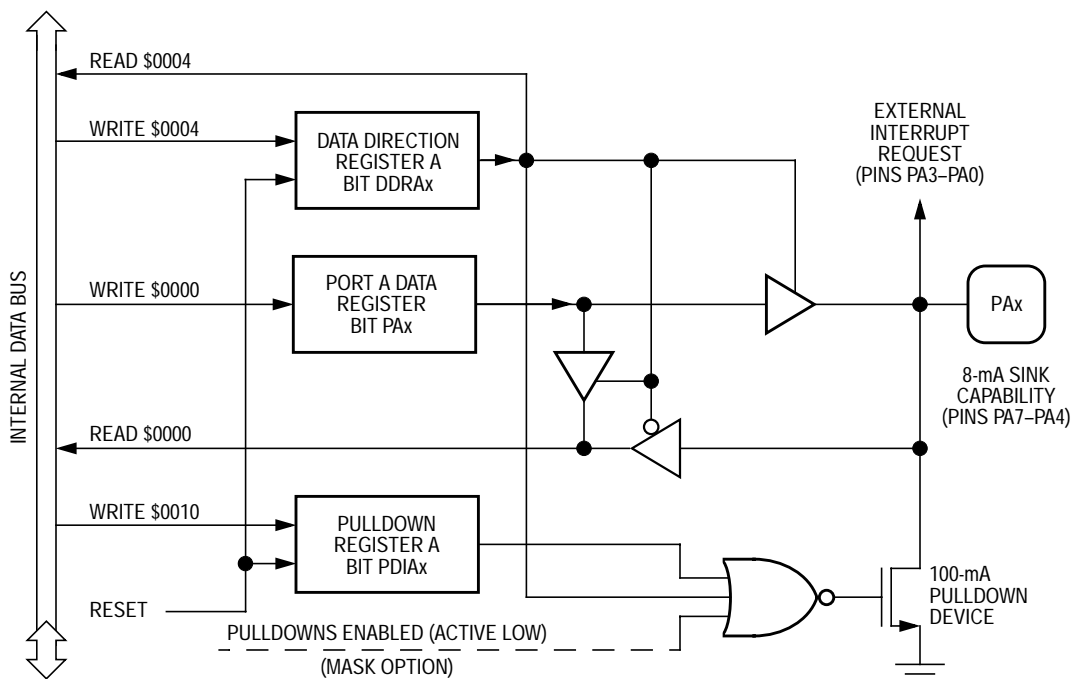 READ $0004
WRITE $0004
DATA DIRECTION
REGISTER A
BIT DDRAx
EXTERNAL
INTERRUPT
REQUEST
(PINS PA3–PA0)
INTERNAL DATA BUS
WRITE $0000
PORT A DATA
REGISTER
BIT PAx
PAx
8-mA SINK
CAPABILITY
(PINS PA7–PA4)
READ $0000
WRITE $0010
PULLDOWN
REGISTER A
BIT PDIAx
RESET
100-mA
PULLDOWN
DEVICE
PULLDOWNS ENABLED (ACTIVE LOW)
(MASK OPTION)